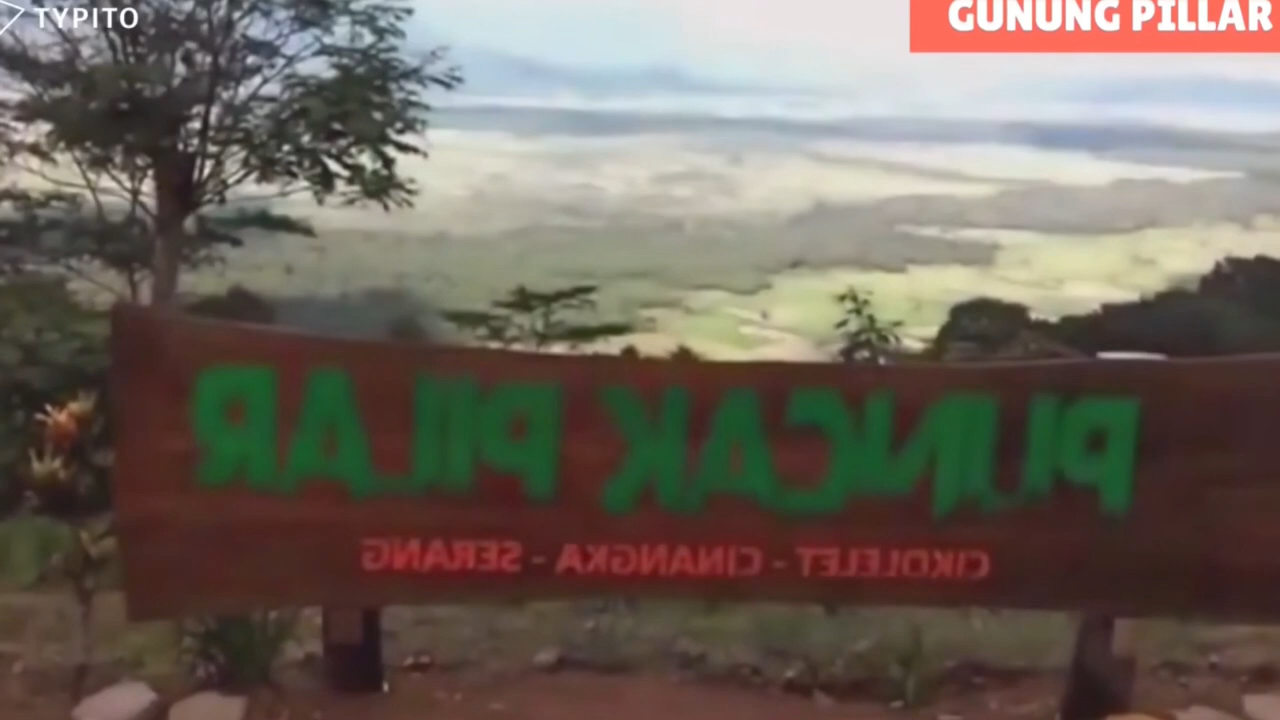 TYPITO
GUNUNG PILLAR
PUNCAK PILAR
CIKOLELET - CINANGKA - SERANG